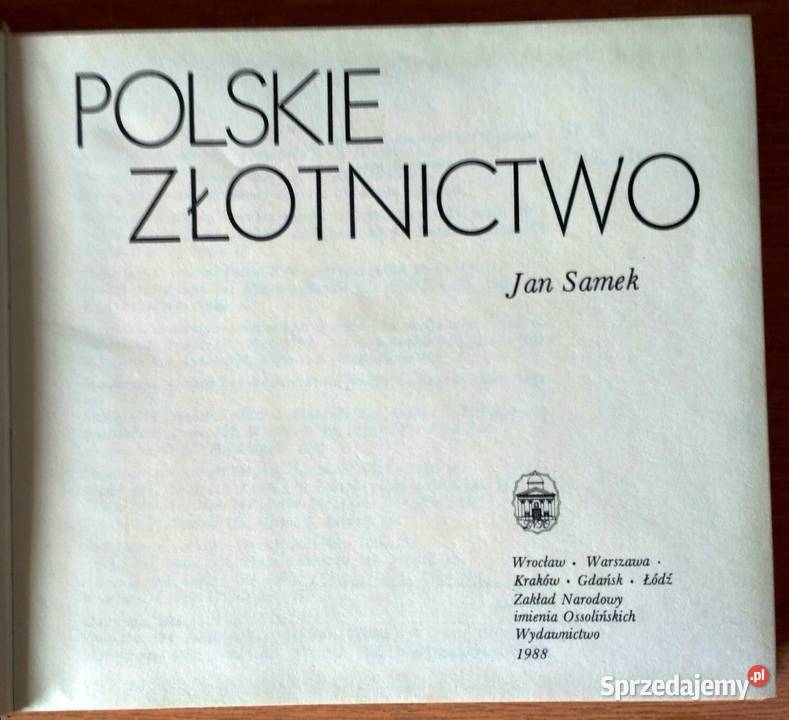 POLSKIE
ZŁOTNICTWO
Jan Samek
Wrocław • Warszawa •
Kraków • Gdańsk • Łódź
Zakład Narodowy
imienia Ossolińskich
Wydawnictwo
1988
Sprzedajemy.pl